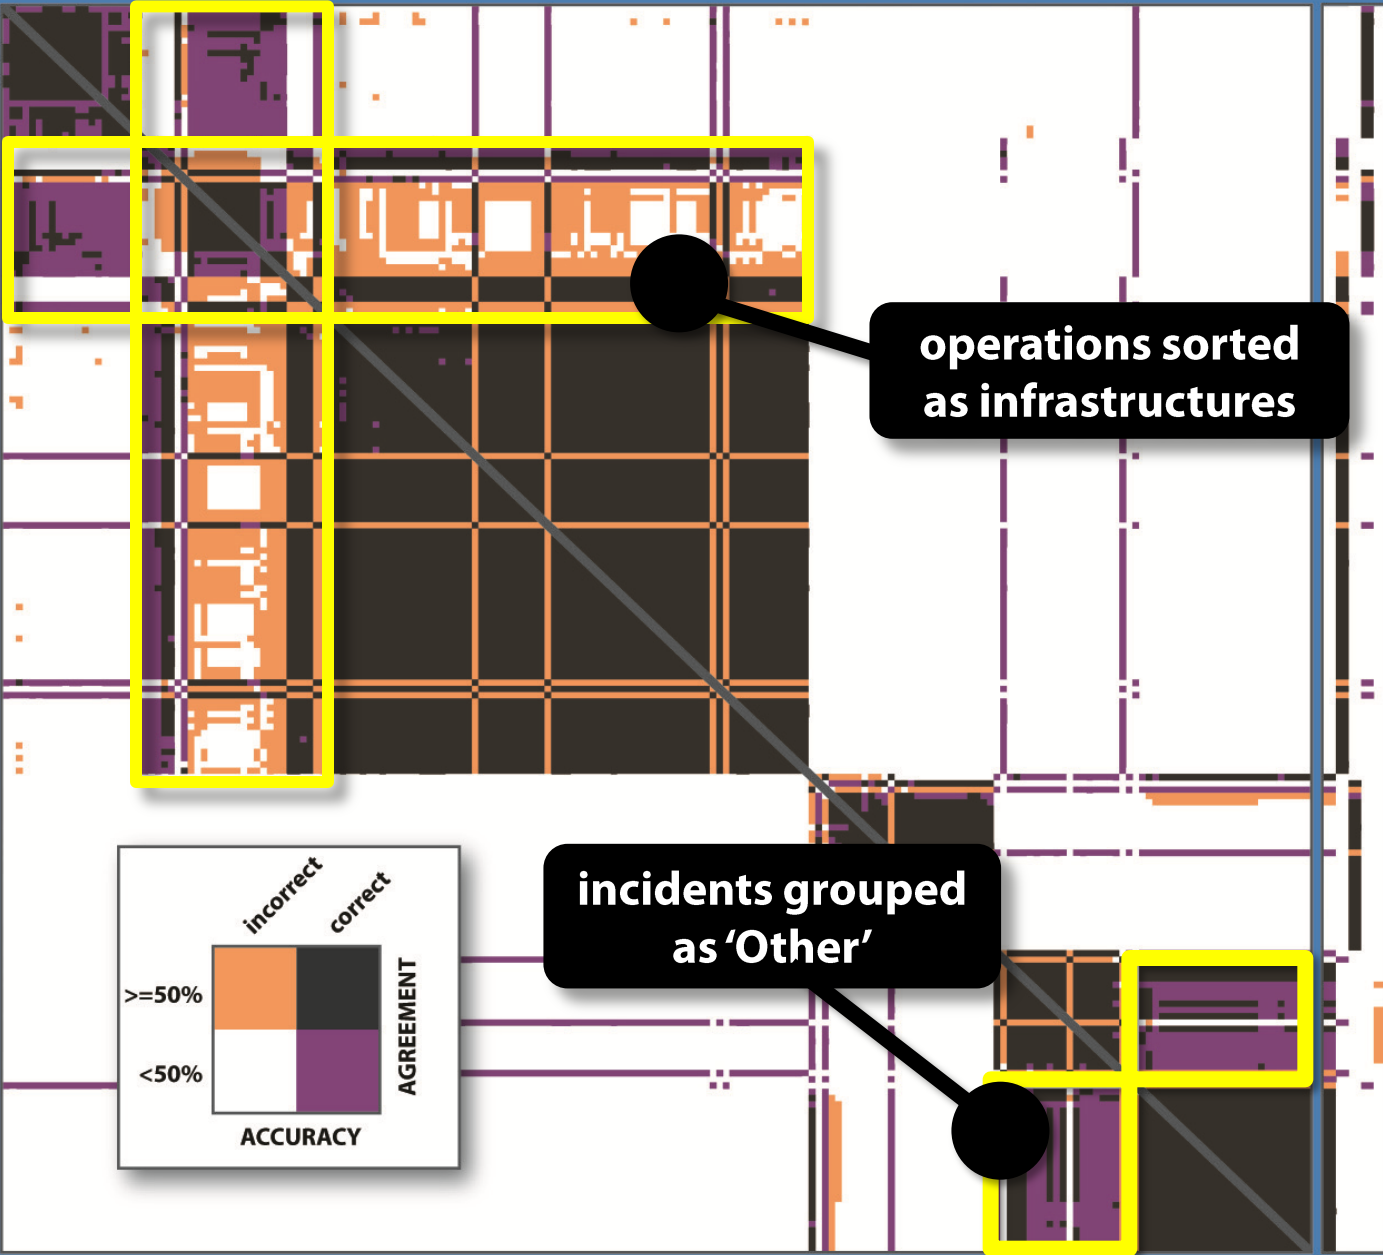 operations sorted
as infrastructures
incidents grouped
as ‘Other’
incorrect
correct
>=50%
<50%
AGREEMENT
ACCURACY